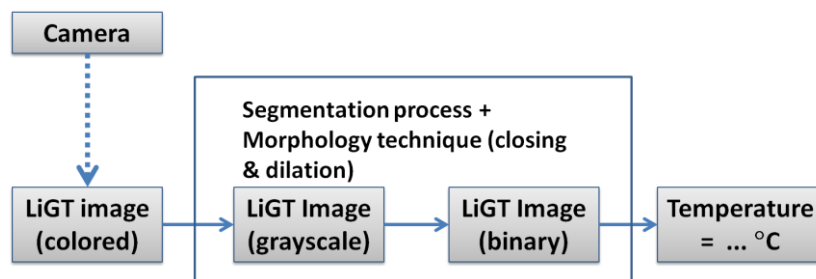 Camera
Segmentation process +
Morphology technique (closing
& dilation)
LiGT image
(colored)
LiGT Image
(grayscale)
LiGT Image
(binary)
Temperature
= ... °C